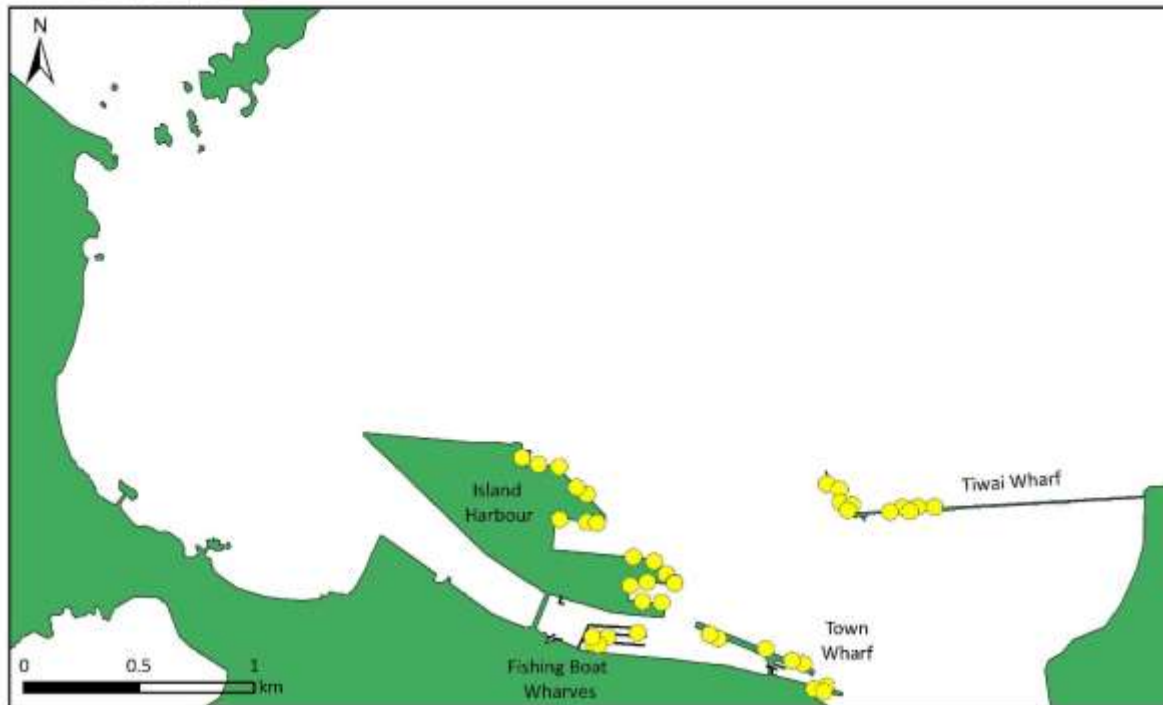 N
Tiwai Wharf
Island
Harbour
Town
Wharf
Fishing Boat
Wharves
0 0.5 1
km